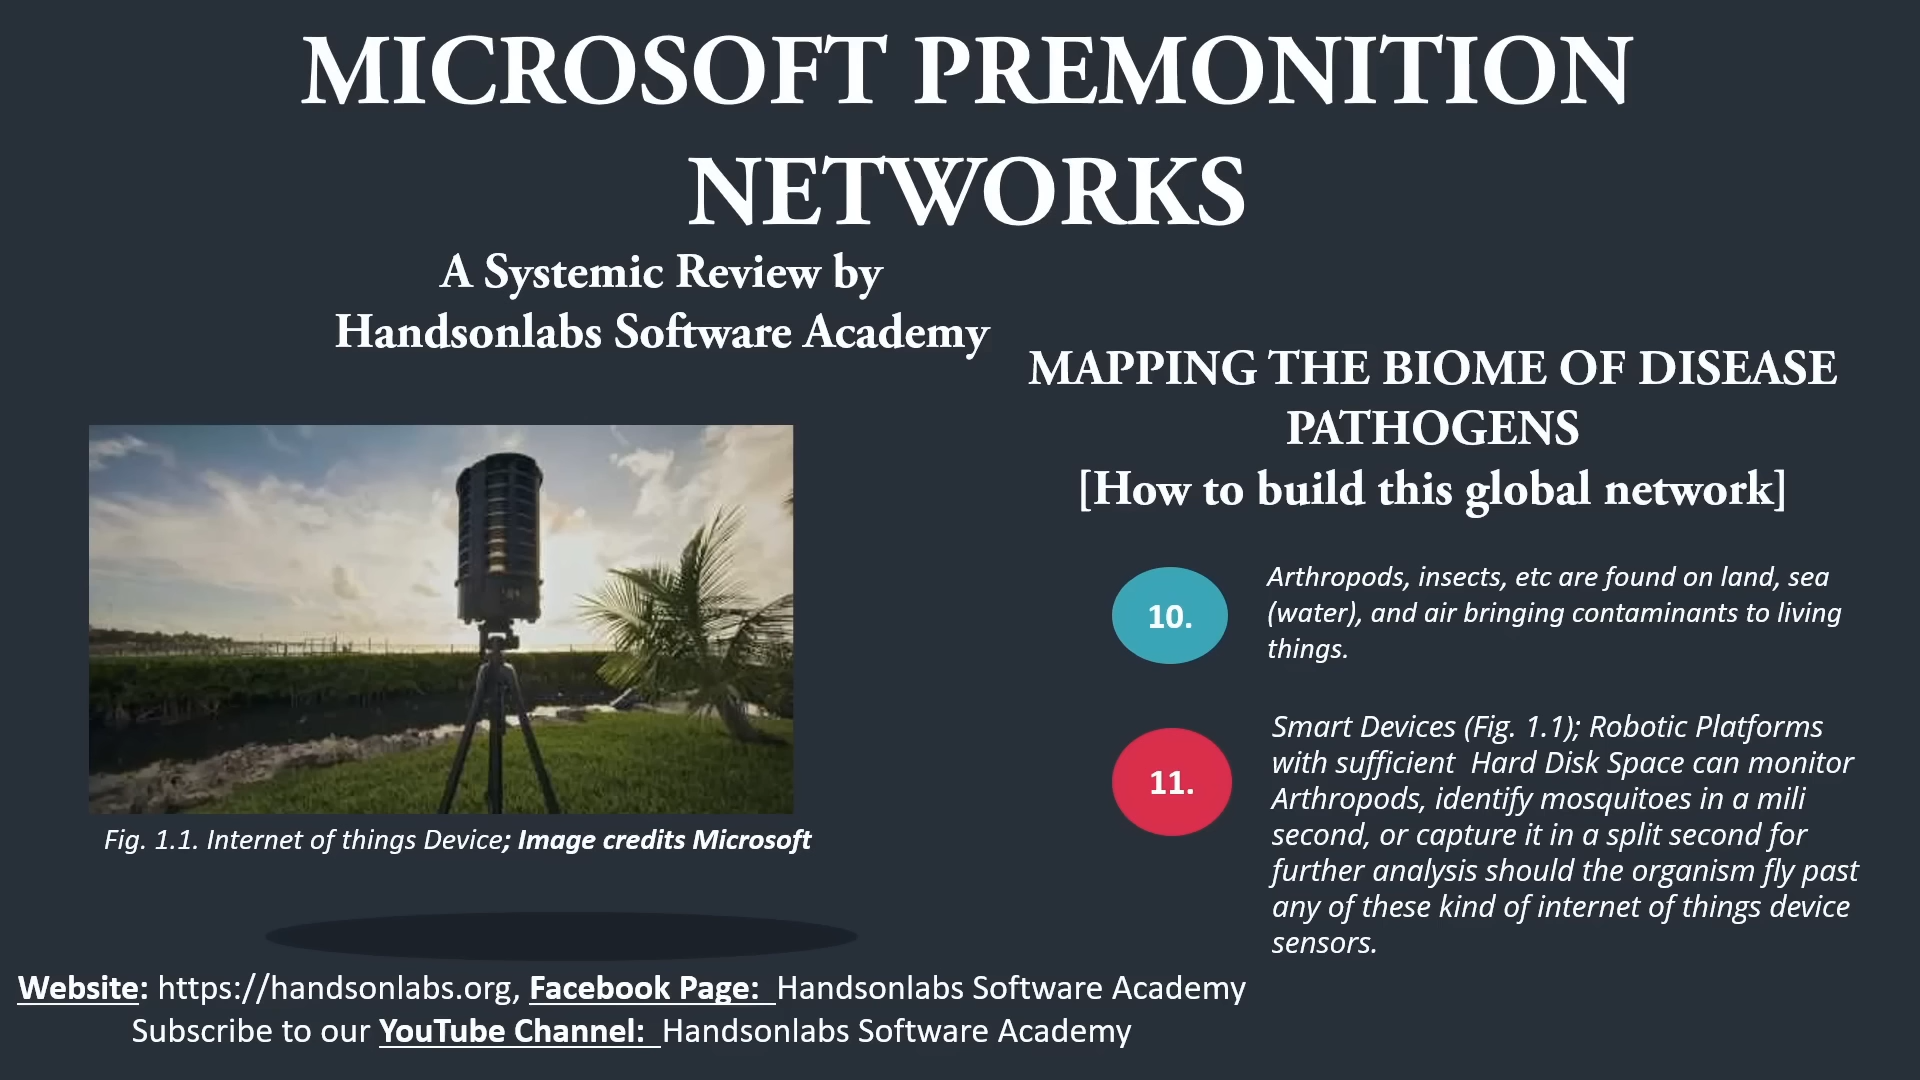 MICROSOFT PREMONITION
NETWORKS
A Systemic Review by
Handsonlabs Software Academy
MAPPING THE BIOME OF DISEASE
PATHOGENS
[How to build this global network]
10.
Arthropods, insects, etc are found on land, sea
(water), and air bringing contaminants to living
things.
11.
Smart Devices (Fig. 1.1); Robotic Platforms
with sufficient  Hard Disk Space can monitor
Arthropods, identify mosquitoes in a mili
second, or capture it in a split second for
further analysis should the organism fly past
any of these kind of internet of things device
sensors.
Fig. 1.1. Internet of things Device; Image credits Microsoft
Website: https://handsonlabs.org, Facebook Page:  Handsonlabs Software Academy
Subscribe to our YouTube Channel:  Handsonlabs Software Academy